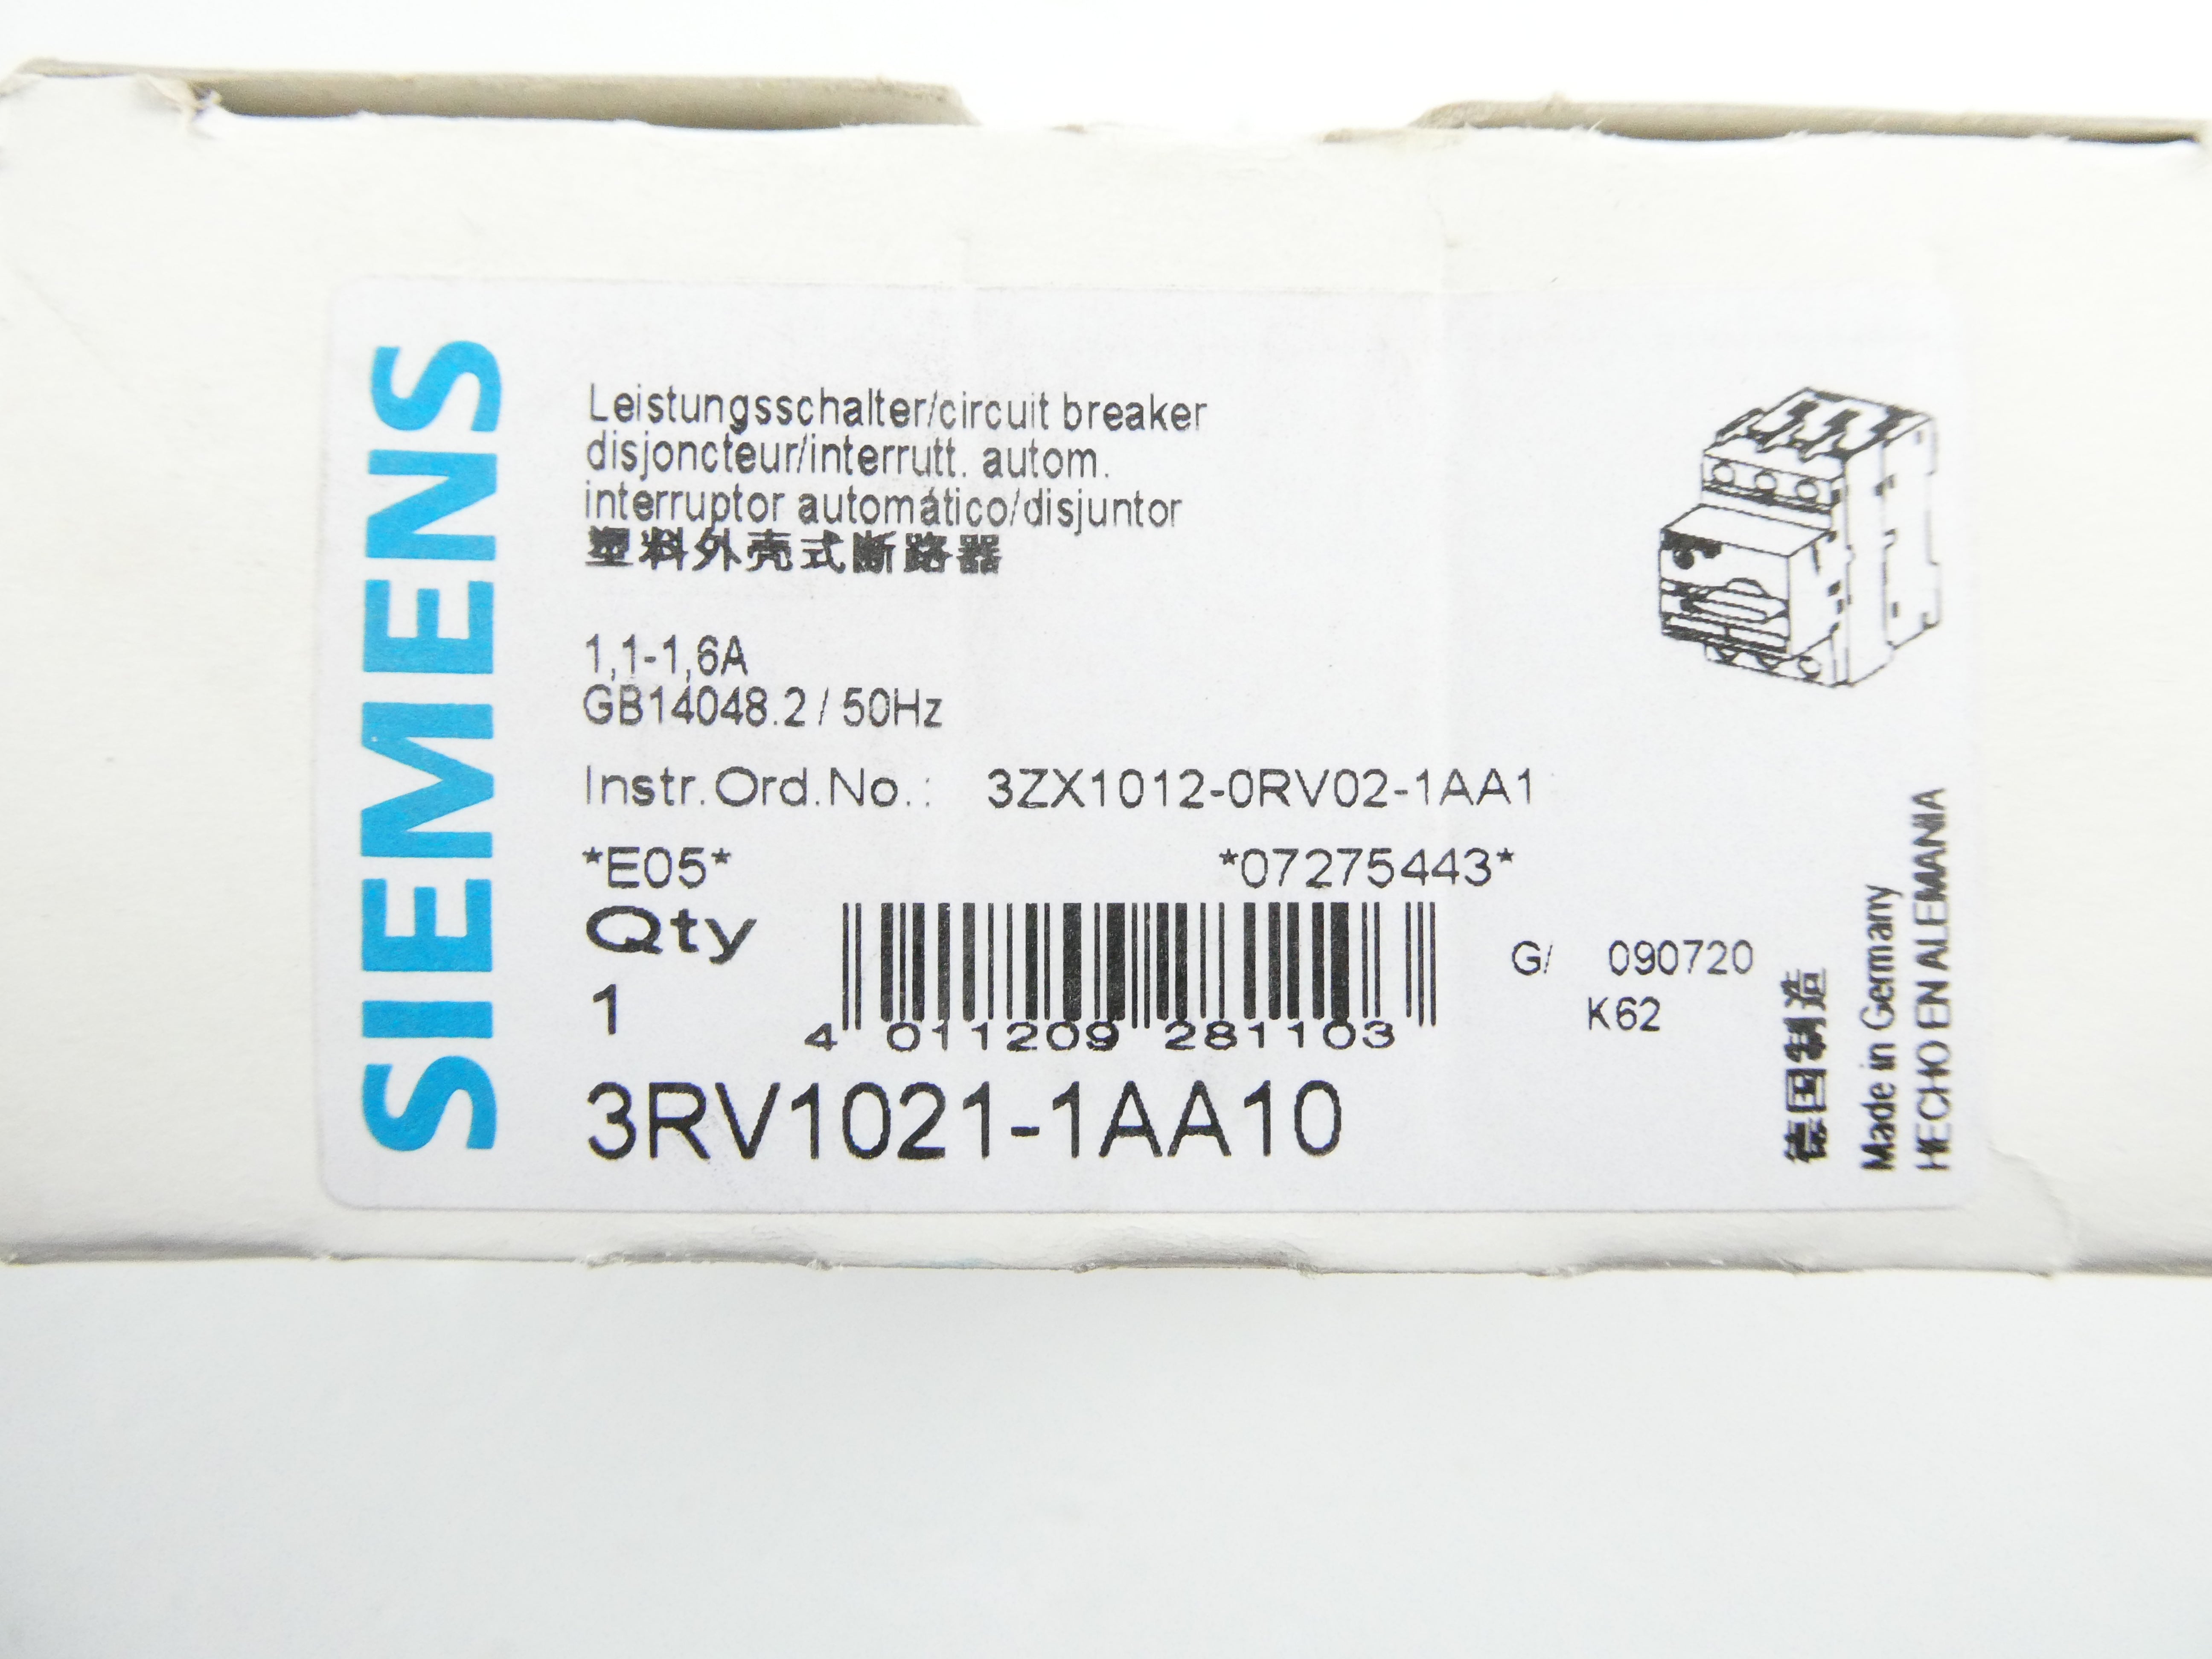 SIEMENS
Leistungsschalter/circuit breaker
disjoncteur/interrutt. autom.
interruptor automático/disjuntor
塑料外壳式断路器
1,1-1,6A
GB14048.2 / 50Hz
Instr.Ord.No.: 3ZX1012-0RV02-1AA1
*E05* *07275443*
Qty
1
4 011209 281103
G/ 090720
K62
3RV1021-1AA10
德国制造
Made in Germany
HECHO EN ALEMANIA